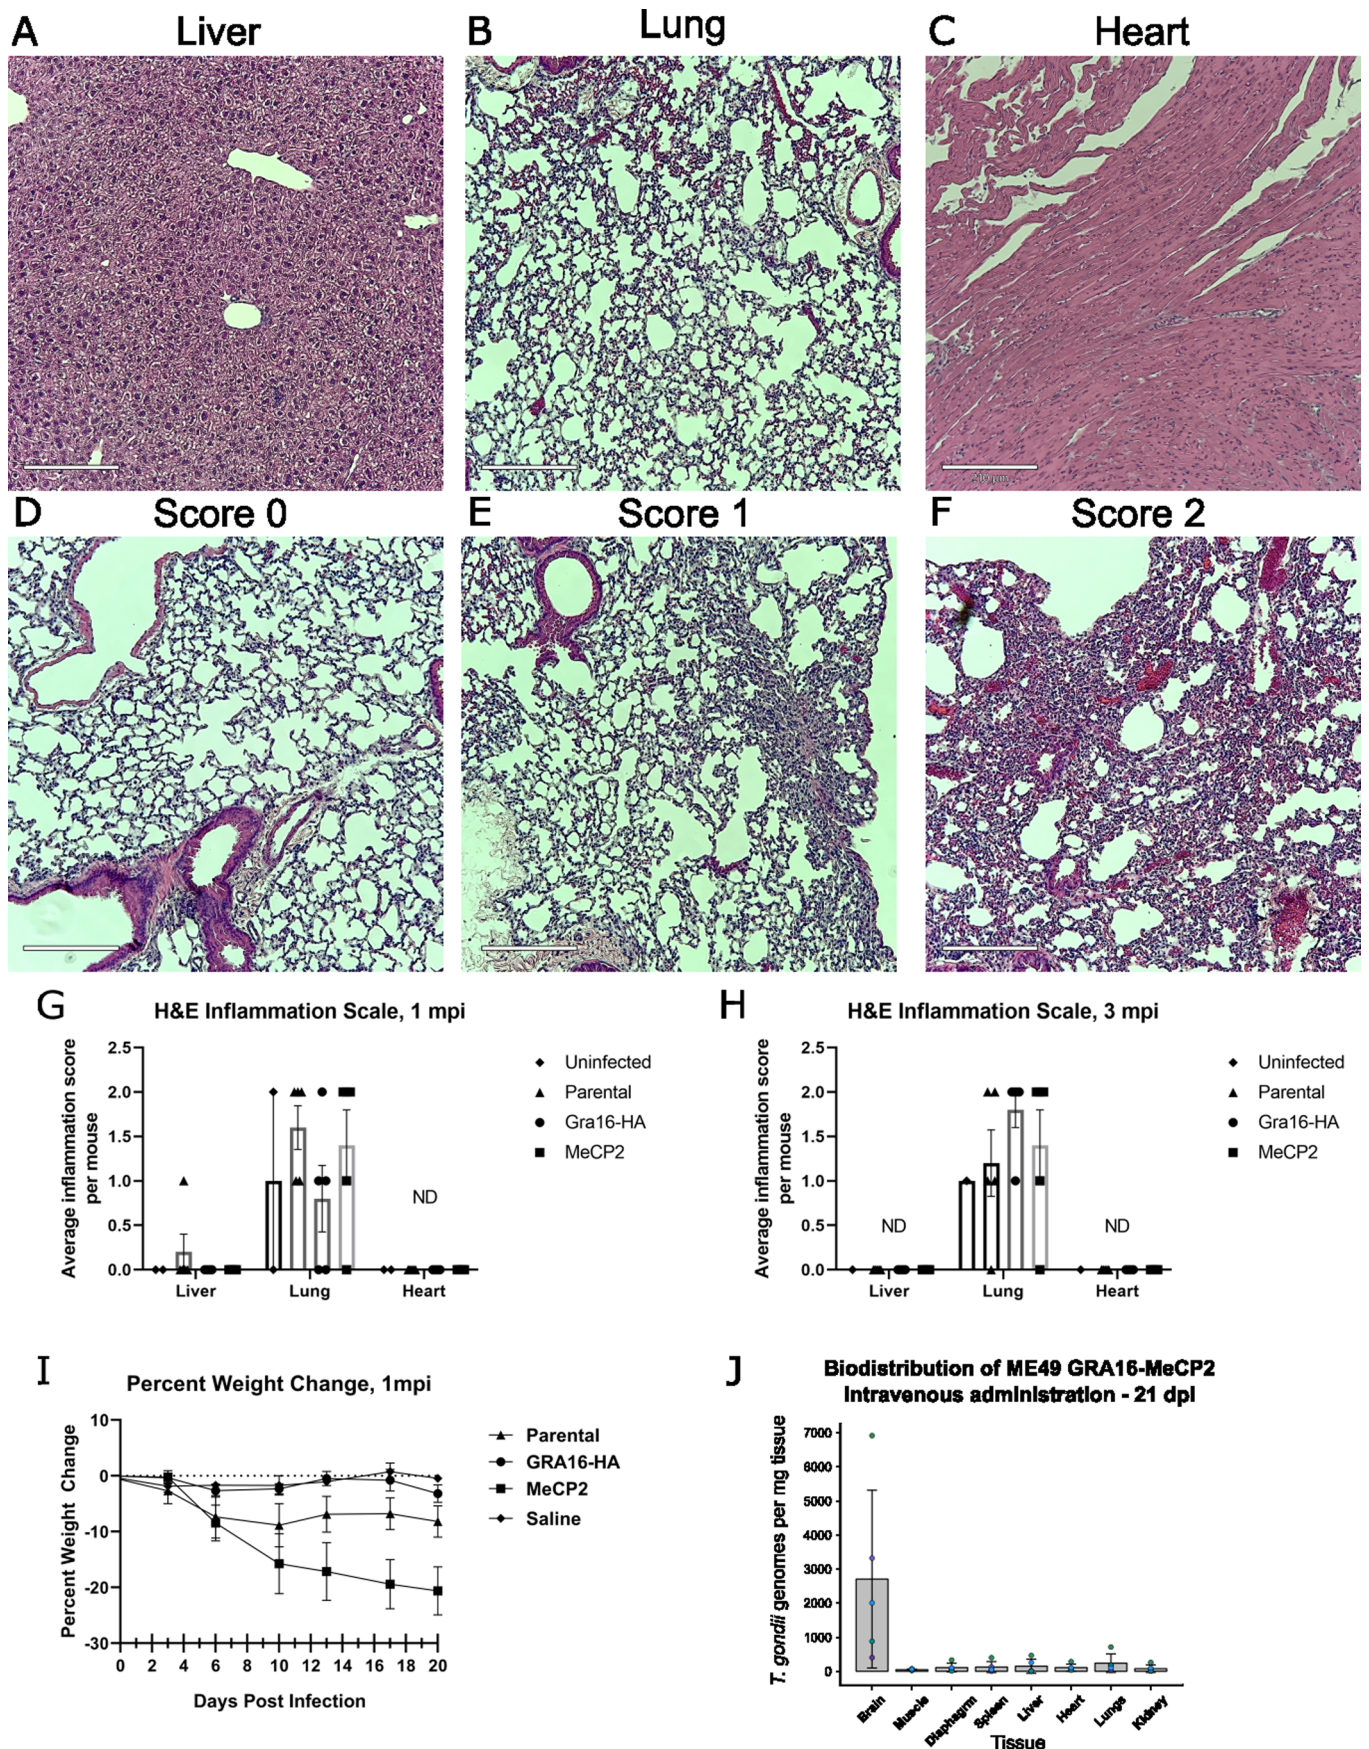 A Liver
B Lung
C Heart
D Score 0
E Score 1
F Score 2
G H&E Inflammation Scale, 1 mpi
Average inflammation score
per mouse
2.5
2.0
1.5
1.0
0.5
0.0
ND
Liver Lung Heart
Uninfected
Parental
Gra16-HA
MeCP2
H H&E Inflammation Scale, 3 mpi
Average inflammation score
per mouse
2.5
2.0
1.5
1.0
0.5
0.0
ND ND
Liver Lung Heart
Uninfected
Parental
Gra16-HA
MeCP2
I Percent Weight Change, 1mpi
Percent Weight Change
10
0
-10
-20
-30
0 2 4 6 8 10 12 14 16 18 20
Days Post Infection
Parental
GRA16-HA
MeCP2
Saline
J Biodistribution of ME49 GRA16-MeCP2
Intravenous administration - 21 dpi
T. gondii genomes per mg tissue
7000
6000
5000
4000
3000
2000
1000
0
Brain Muscle Diaphagrm Spleen Liver Heart Lungs Kidney
Tissue